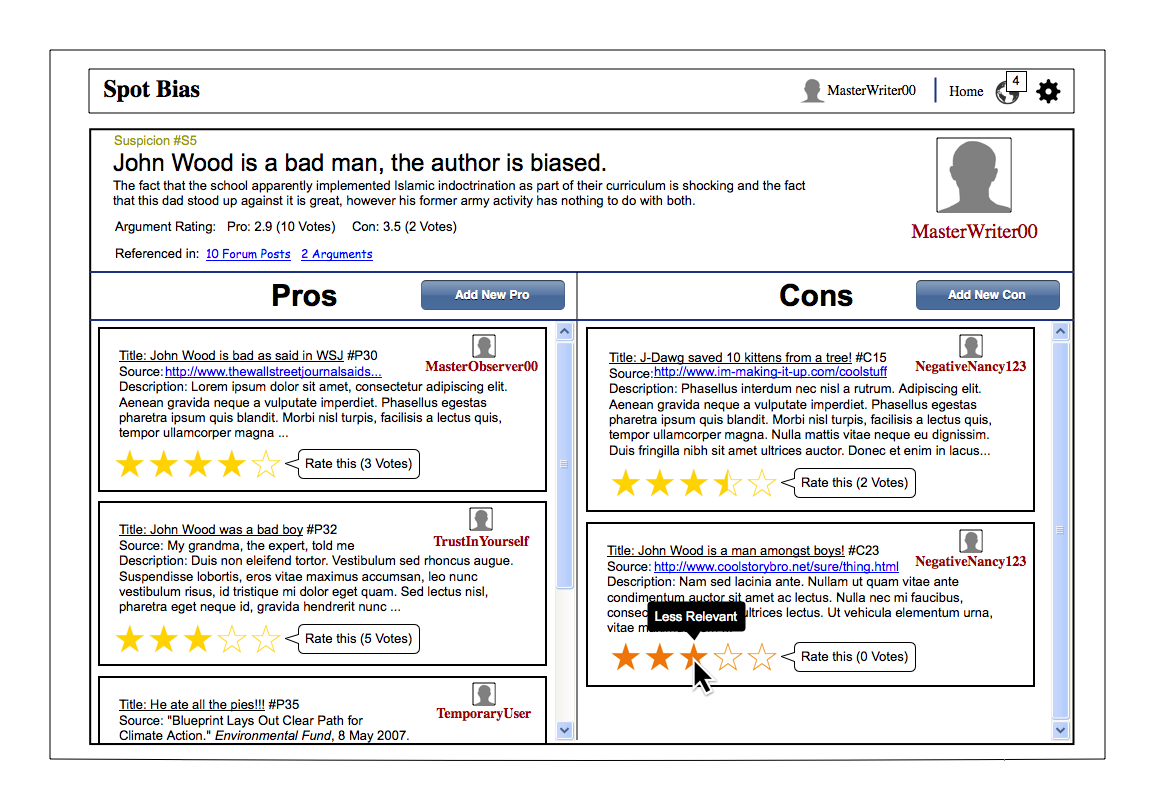 Spot Bias
MasterWriter00
Home
4
Suspicion #S5
John Wood is a bad man, the author is biased.
The fact that the school apparently implemented Islamic indoctrination as part of their curriculum is shocking and the fact
that this dad stood up against it is great, however his former army activity has nothing to do with both.
Argument Rating: Pro: 2.9 (10 Votes) Con: 3.5 (2 Votes)
Referenced in: 10 Forum Posts 2 Arguments
MasterWriter00
Pros
Add New Pro
Title: John Wood is bad as said in WSJ #P30
Source: http://www.thewallstreetjournalsaids...
MasterObserver00
Description: Lorem ipsum dolor sit amet, consectetur adipiscing elit.
Aenean gravida neque a vulputate imperdiet. Phasellus egestas
pharetra ipsum quis blandit. Morbi nisl turpis, facilisis a lectus quis,
tempor ullamcorper magna ...
Rate this (3 Votes)
Title: John Wood was a bad boy #P32
TrustInYourself
Source: My grandma, the expert, told me
Description: Duis non eleifend tortor. Vestibulum sed rhoncus augue.
Suspendisse lobortis, eros vitae maximus accumsan, leo nunc
vestibulum risus, id tristique mi dolor eget quam. Sed lectus nisl,
pharetra eget neque id, gravida hendrerit nunc ...
Rate this (5 Votes)
Title: He ate all the pies!!! #P35
TemporaryUser
Source: "Blueprint Lays Out Clear Path for
Climate Action." Environmental Fund, 8 May 2007.
Cons
Add New Con
Title: J-Dawg saved 10 kittens from a tree! #C15
NegativeNancy123
Source:http://www.im-making-it-up.com/coolstuff
Description: Phasellus interdum nec nisl a rutrum. Adipiscing elit.
Aenean gravida neque a vulputate imperdiet. Phasellus egestas
pharetra ipsum quis blandit. Morbi nisl turpis, facilisis a lectus quis,
tempor ullamcorper magna. Nulla mattis vitae neque eu dignissim.
Duis fringilla nibh sit amet ultrices auctor. Donec et enim in lacus...
Rate this (2 Votes)
Title: John Wood is a man amongst boys! #C23
NegativeNancy123
Source: http://www.coolstorybro.net/sure/thing.html
Description: Nam sed lacinia ante. Nullam ut quam vitae ante
condimentum auctor sit amet ac lectus. Nulla nec mi faucibus,
ultrices lectus. Ut vehicula elementum urna,
vitae
Less Relevant
Rate this (0 Votes)